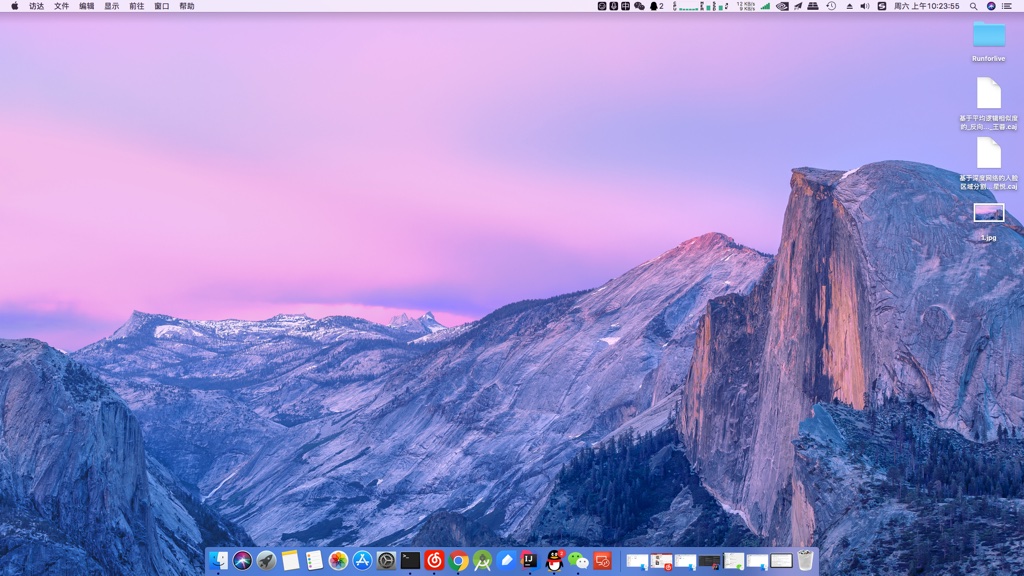 访达 文件 编辑 显示 前往 窗口 帮助
2
12 KB/s
9 KB/s
周六 上午10:23:55
Runforlive
基于平均逻辑相似度
的_反向..._王睿.caj
基于深度网络的人脸
区域分割...星悦.caj
1.jpg